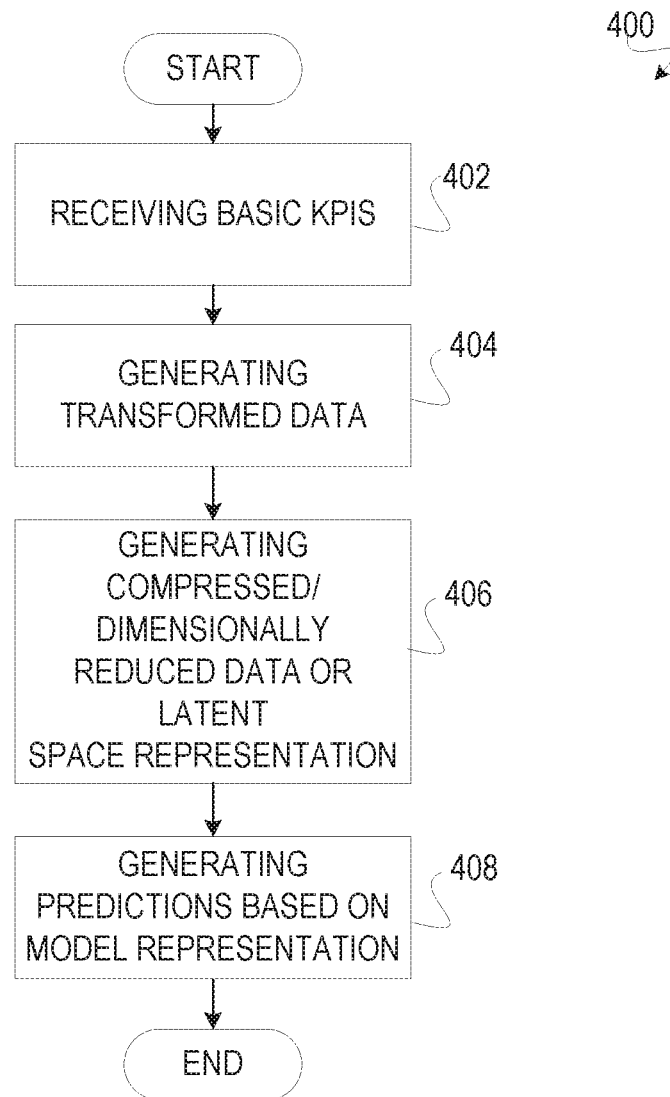 400
START
RECEIVING BASIC KPIS
402
GENERATING
TRANSFORMED DATA
404
GENERATING
COMPRESSED/
DIMENSIONALLY
REDUCED DATA OR
LATENT
SPACE REPRESENTATION
406
GENERATING
PREDICTIONS BASED ON
MODEL REPRESENTATION
408
END